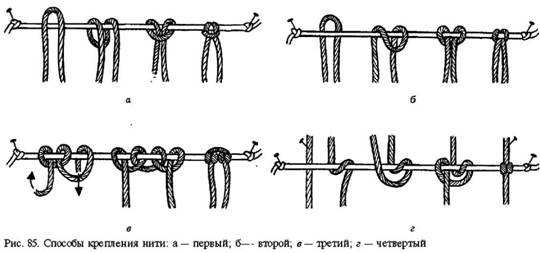 а
б
в
г
Рис. 85. Способы крепления нити: а — первый; б—- второй; в — третий; г — четвертый